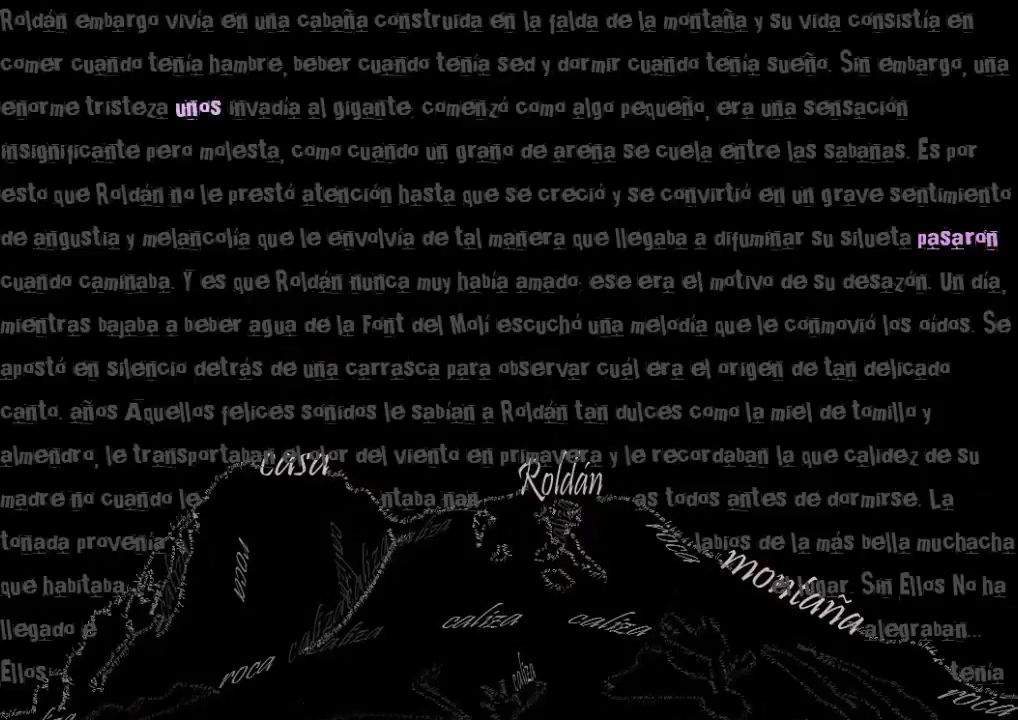 Roldán embargo vivía en una cabaña construida en la falda de la montaña y su vida consistía en
comer cuando tenía hambre, beber cuando tenía sed y dormir cuando tenía sueño. Sin embargo, una
enorme tristeza unos invadía al gigante: comenzó como algo pequeño, era una sensación
insignificante pero molesta, como cuando un grano de arena se cuela entre las sabanas. Es por
esto que Roldán no le prestó atención hasta que se creció y se convirtió en un grave sentimiento
de angustia y melancolía que le envolvía de tal manera que llegaba a difuminar su silueta pasaron
cuando caminaba. Y es que Roldán nunca muy había amado: ese era el motivo de su desazón. Un día,
mientras bajaba a beber agua de la Font del Molí escuchó una melodía que le conmovió los oídos. Se
apostó en silencio detrás de una carrasca para observar cuál era el origen de tan delicado
canto. años Aquellos felices sonidos le sabían a Roldán tan dulces como la miel de tomillo y
almendro, le transportaban el olor del viento en primavera y le recordaban la que calidez de su
casa
Roldán
madre no cuando le ntaba nan as todos antes de dormirse. La
tonada provenía labios de la más bella muchacha
roca
roca
que habitaba lugar. Sin Ellos No ha
montaña
llegado e alegraban...
caliza
caliza
caliza
caliza
Ellos tenía
roca
caliza
roca